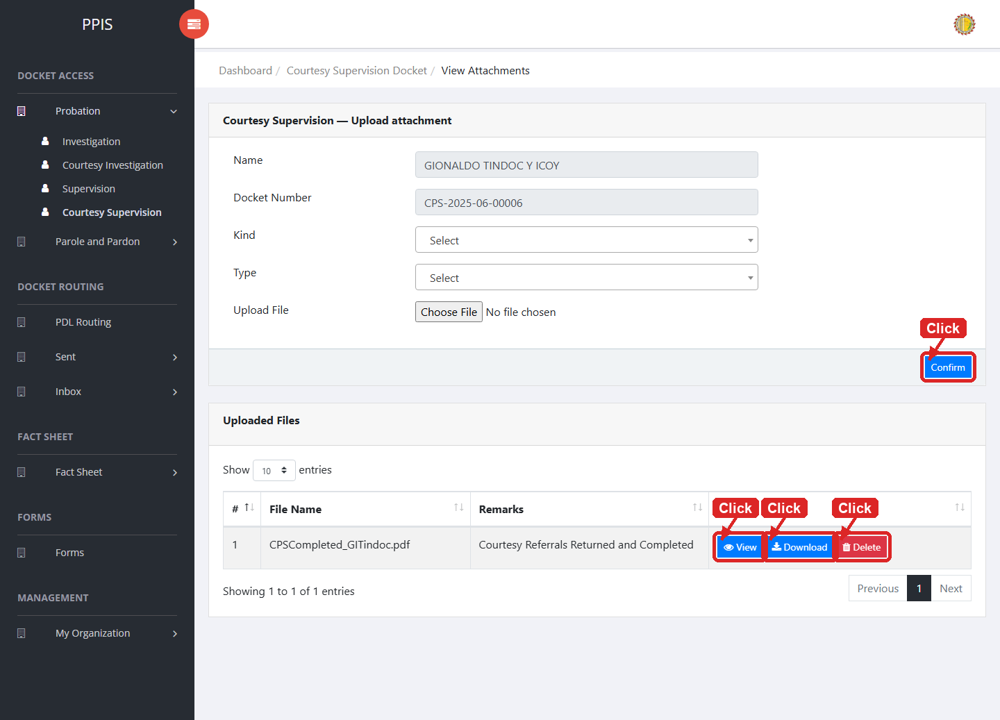 PPIS
DOCKET ACCESS
Probation
Investigation
Courtesy Investigation
Supervision
Courtesy Supervision
Parole and Pardon
DOCKET ROUTING
PDL Routing
Sent
Inbox
FACT SHEET
Fact Sheet
FORMS
Forms
MANAGEMENT
My Organization
Dashboard / Courtesy Supervision Docket / View Attachments
Courtesy Supervision — Upload attachment
Name GIONALDO TINDOC Y ICOY
Docket Number CPS-2025-06-00006
Kind Select
Type Select
Upload File Choose File No file chosen
Click
Confirm
Uploaded Files
Show 10 entries
# File Name Remarks
Click Click Click
1 CPSCompleted_GITindoc.pdf Courtesy Referrals Returned and Completed View Download Delete
Showing 1 to 1 of 1 entries
Previous 1 Next